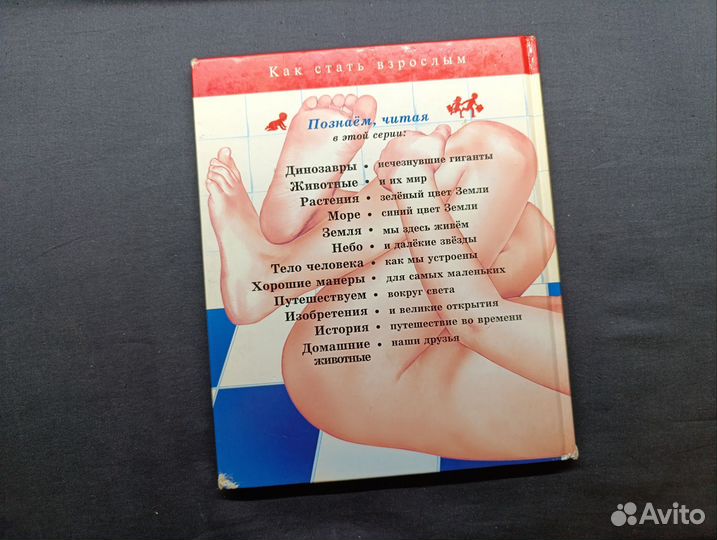 Как стать взрослым
Познаём, читая
в этой серии:
Динозавры • исчезнувшие гиганты
Животные • и их мир
Растения • зелёный цвет Земли
Море • синий цвет Земли
Земля • мы здесь живём
Небо • и далёкие звёзды
Тело человека • как мы устроены
Хорошие манеры • для самых маленьких
Путешествуем • вокруг света
Изобретения • и великие открытия
История • путешествие во времени
Домашние • наши друзья
животные
Avito